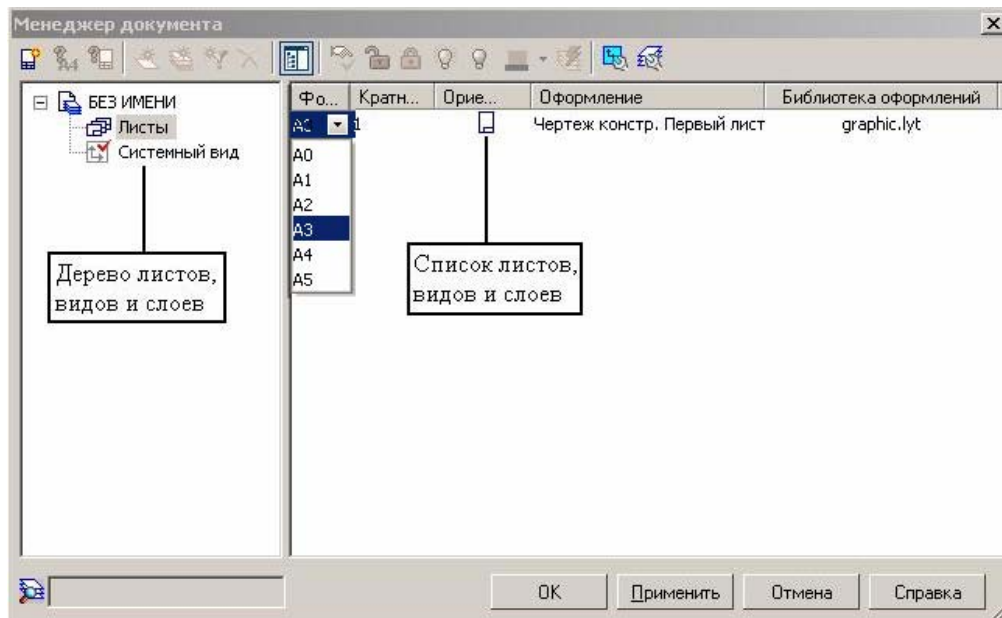 Менеджер документа
БЕЗ ИМЕНИ
Листы
Системный вид
Дерево листов,
видов и слоев
Фо... Кратн... Орие... Оформление Библиотека оформлений
1 Чертеж констр. Первый лист graphic.lyt
A0
A1
A2
A3
A4
A5
Список листов,
видов и слоев
OK Применить Отмена Справка